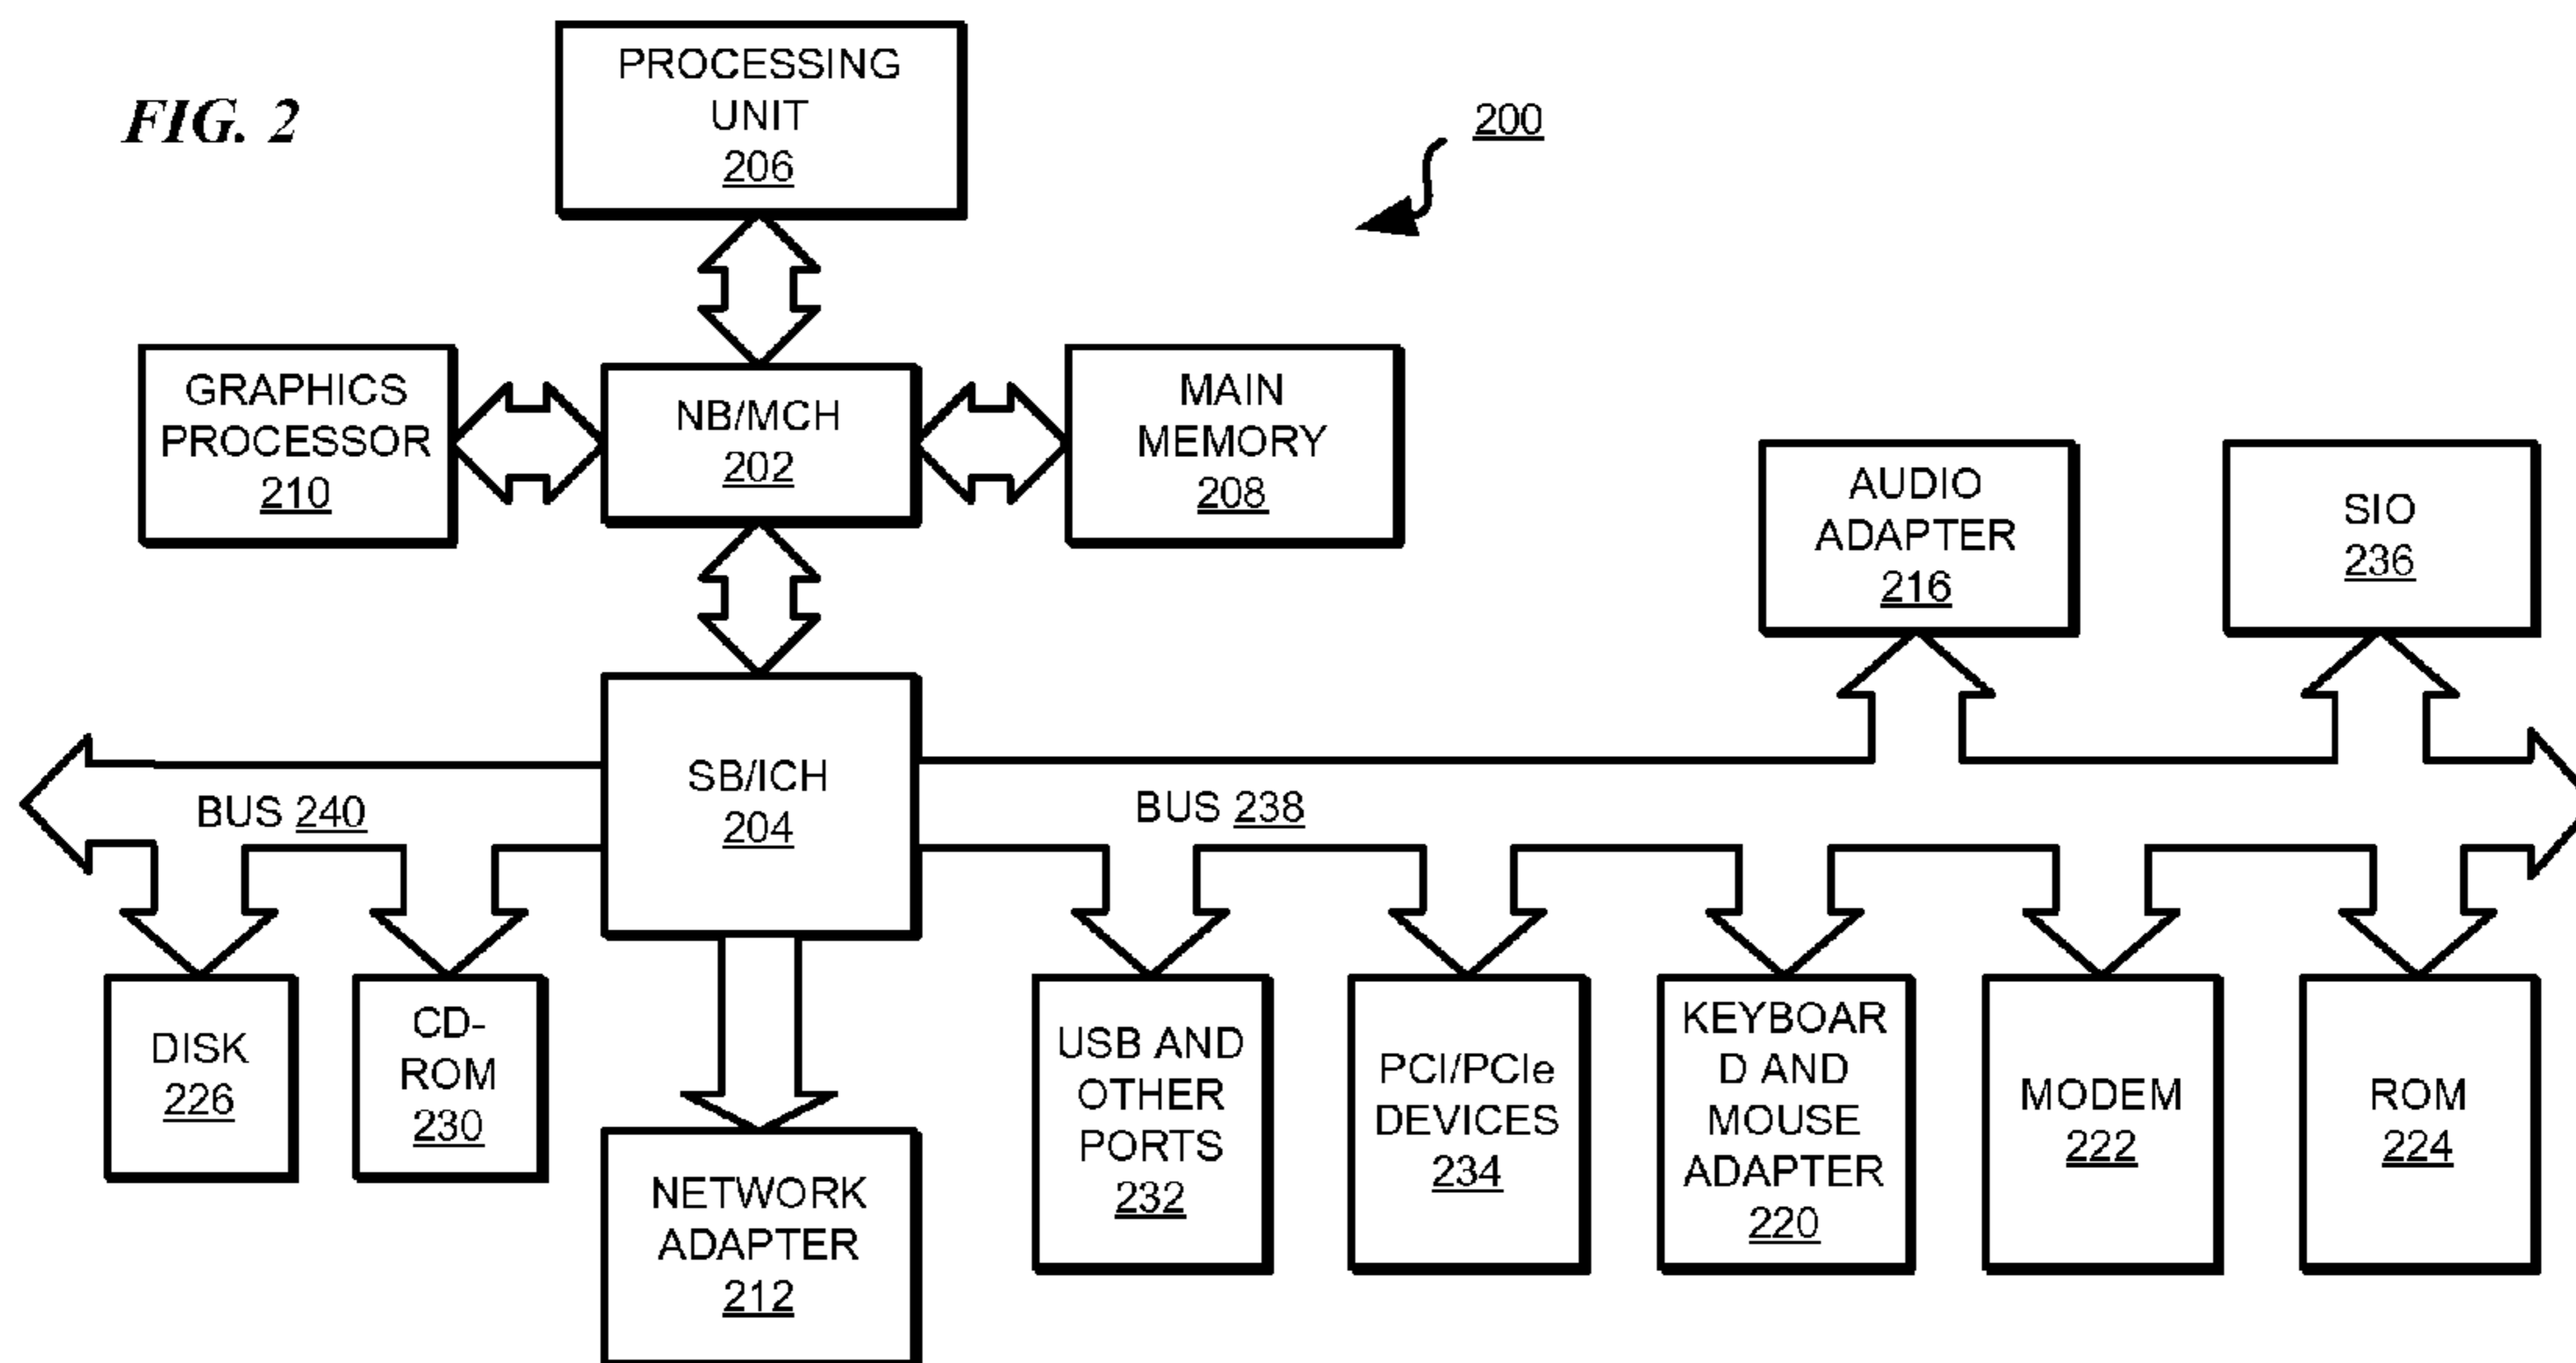 FIG. 2
PROCESSING
UNIT
206
200
GRAPHICS
PROCESSOR
210
NB/MCH
202
MAIN
MEMORY
208
AUDIO
ADAPTER
216
SIO
236
SB/ICH
204
BUS 240
BUS 238
DISK
226
CD-
ROM
230
NETWORK
ADAPTER
212
USB AND
OTHER
PORTS
232
PCI/PCIe
DEVICES
234
KEYBOAR
D AND
MOUSE
ADAPTER
220
MODEM
222
ROM
224